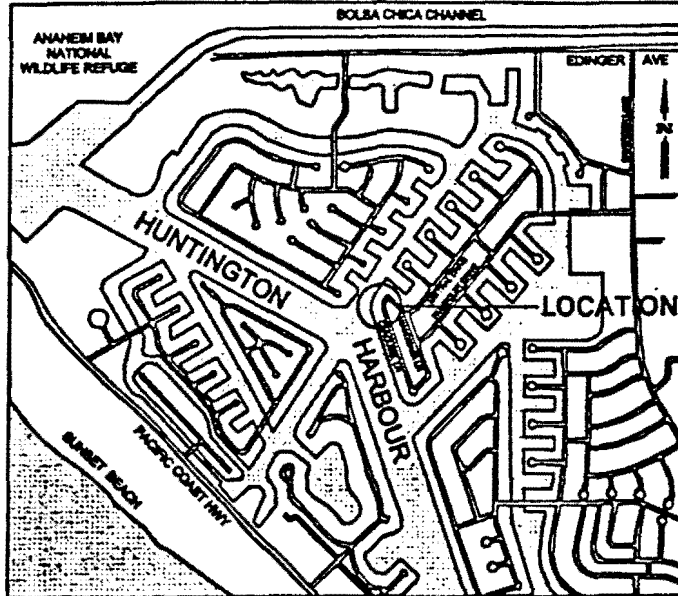 BOLSA CHICA CHANNEL
ANAHEIM BAY
NATIONAL
WILDLIFE REFUGE
EDINGER AVE
N
HUNTINGTON
HARBOUR
LOCATION
PACIFIC COAST HWY
SUNSET BEACH